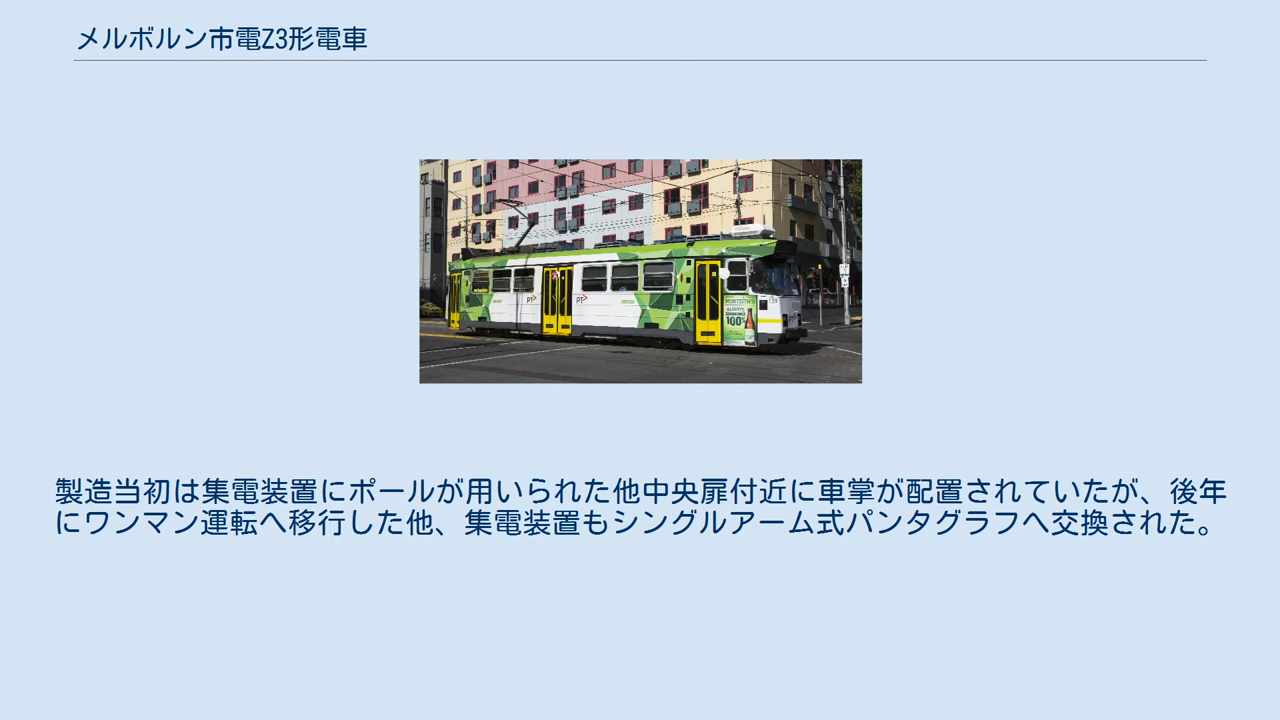 メルボルン市電Z3形電車
PT>
PT>
MONTEITH'S
100%
製造当初は集電装置にポールが用いられた他中央扉付近に車掌が配置されていたが、後年
にワンマン運転へ移行した他、集電装置もシングルアーム式パンタグラフへ交換された。